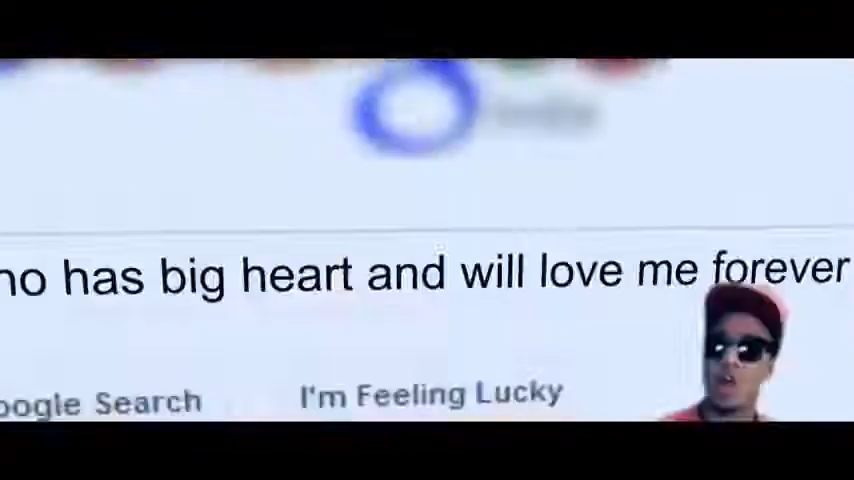 ho has big heart and will love me forever
oogle Search
I'm Feeling Lucky